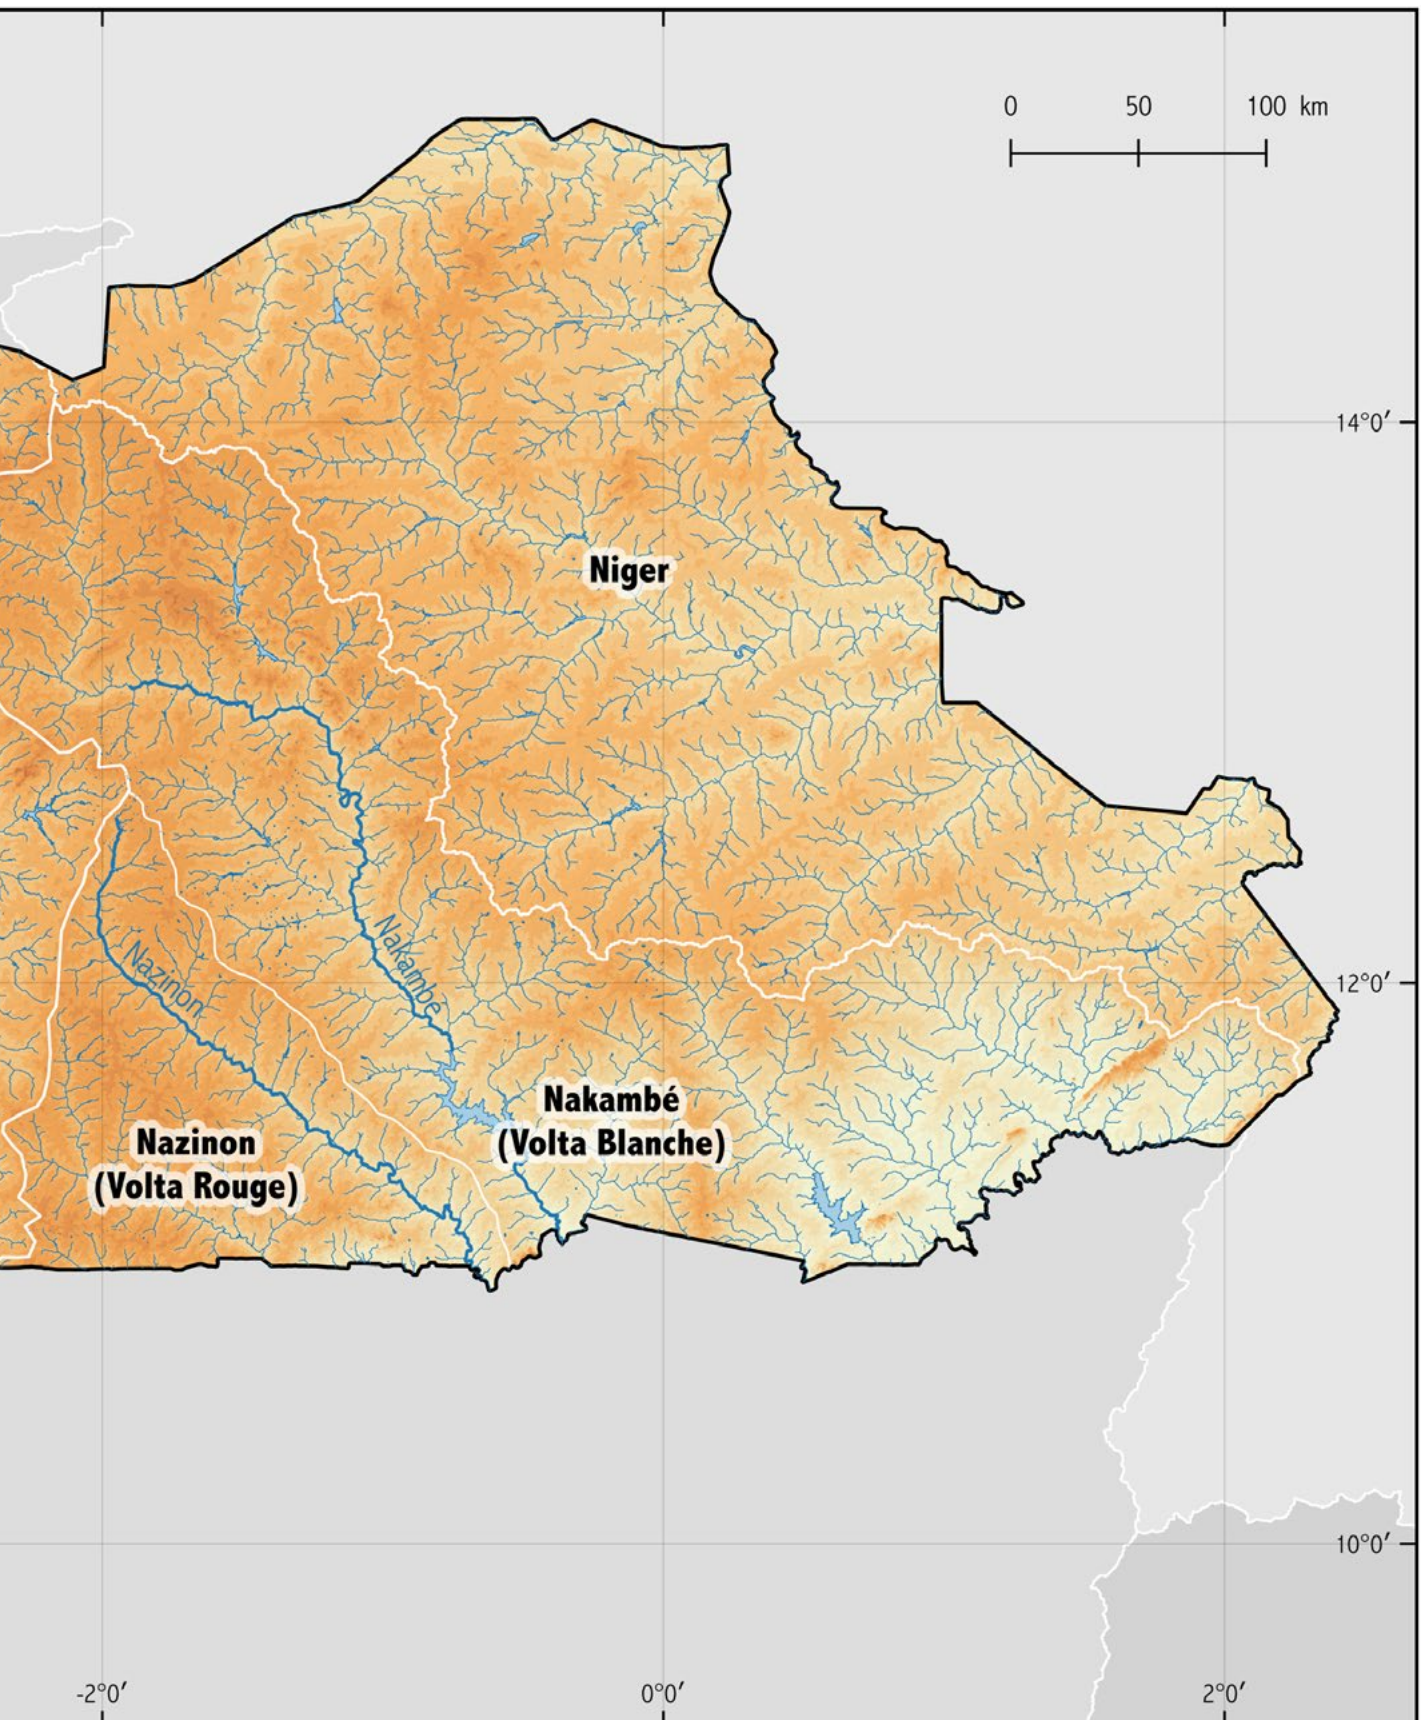 0 50 100 km
14°0′
Niger
12°0′
Nakambé
Nazinon
Nakambé
(Volta Blanche)
Nazinon
(Volta Rouge)
10°0′
-2°0′ 0°0′ 2°0′